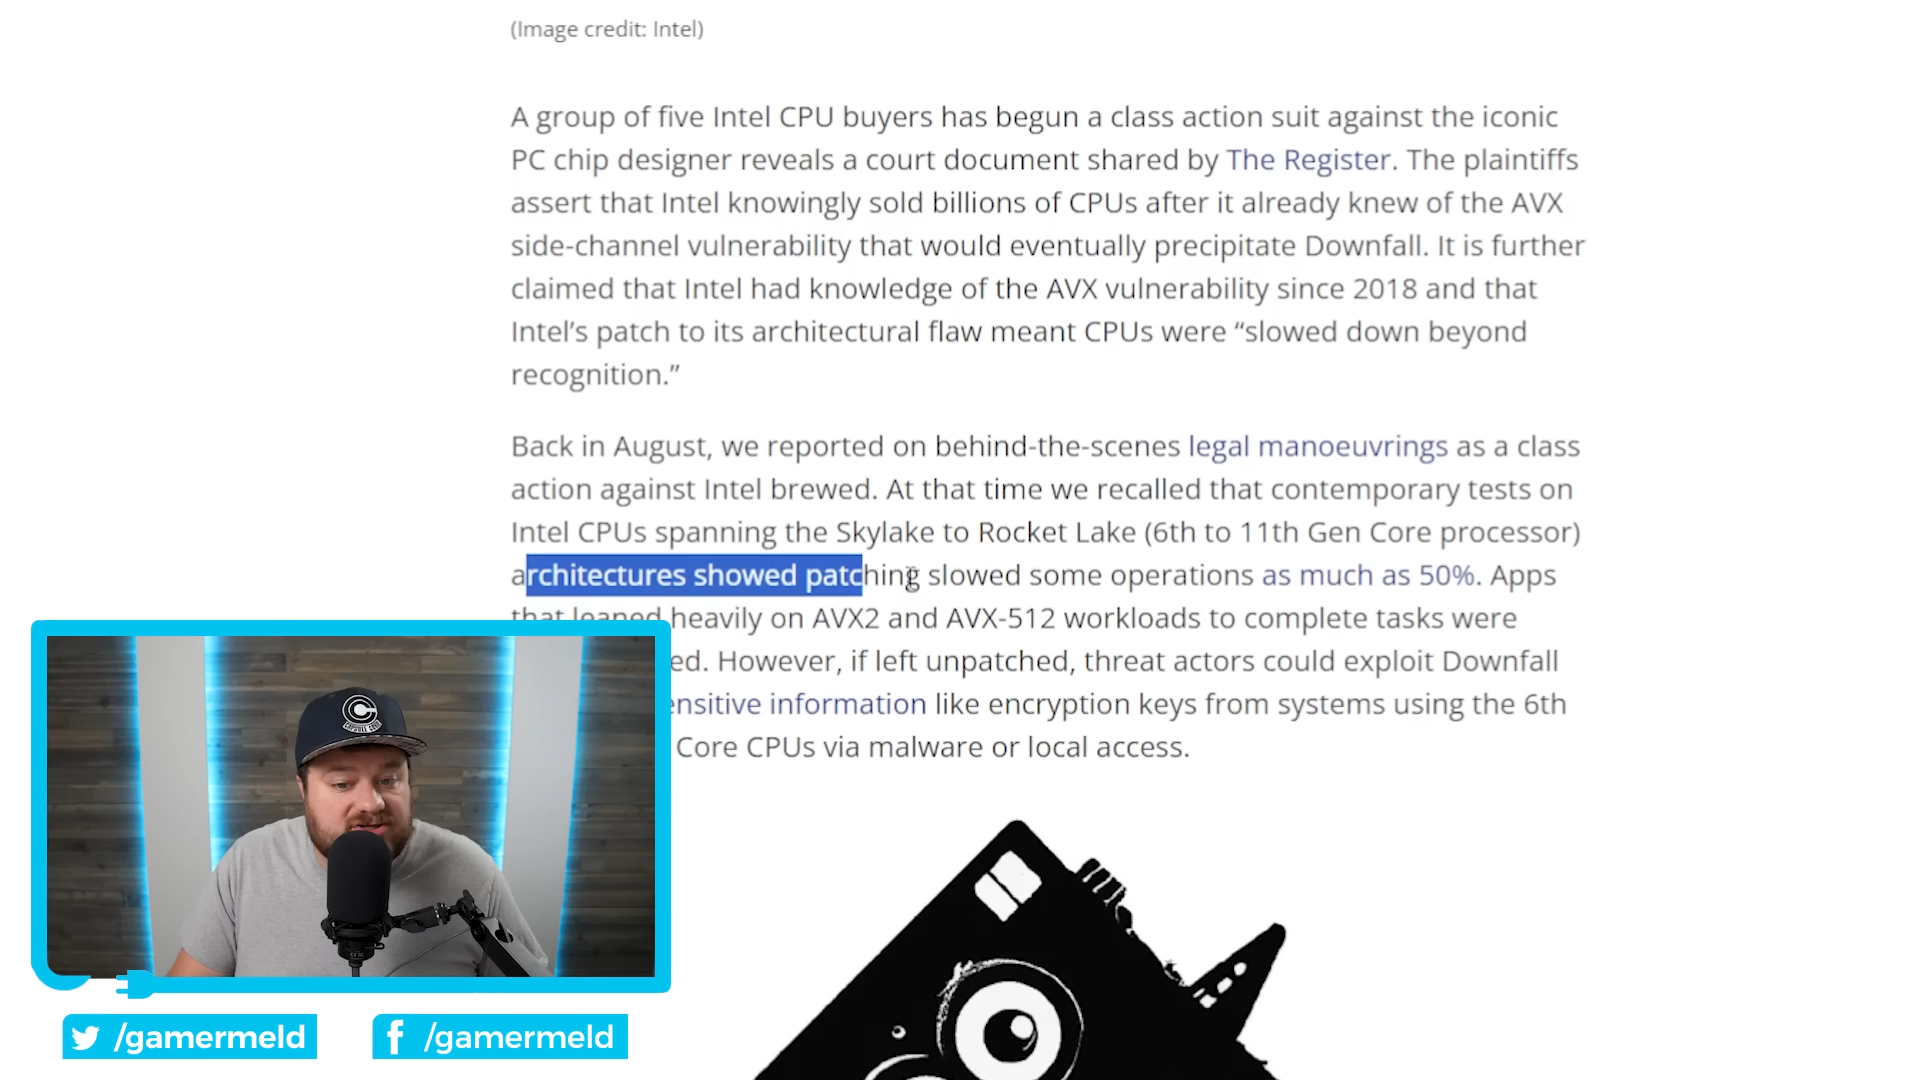 (Image credit: Intel)
A group of five Intel CPU buyers has begun a class action suit against the iconic
PC chip designer reveals a court document shared by The Register. The plaintiffs
assert that Intel knowingly sold billions of CPUs after it already knew of the AVX
side-channel vulnerability that would eventually precipitate Downfall. It is further
claimed that Intel had knowledge of the AVX vulnerability since 2018 and that
Intel’s patch to its architectural flaw meant CPUs were “slowed down beyond
recognition.”
Back in August, we reported on behind-the-scenes legal manoeuvrings as a class
action against Intel brewed. At that time we recalled that contemporary tests on
Intel CPUs spanning the Skylake to Rocket Lake (6th to 11th Gen Core processor)
architectures showed patching slowed some operations as much as 50%. Apps
that leaned heavily on AVX2 and AVX-512 workloads to complete tasks were
ed. However, if left unpatched, threat actors could exploit Downfall
ensitive information like encryption keys from systems using the 6th
Core CPUs via malware or local access.
/gamermeld
/gamermeld